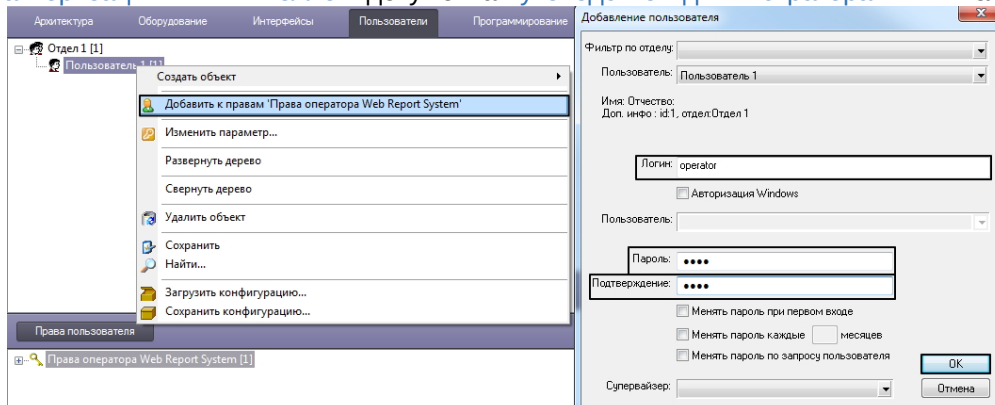 Архитектура Оборудование Интерфейсы Пользователи Программирование
Отдел 1 [1]
Пользователь 1 [1]
Создать объект
Добавить к правам 'Права оператора Web Report System'
Изменить параметр...
Развернуть дерево
Свернуть дерево
Удалить объект
Сохранить
Найти...
Загрузить конфигурацию...
Сохранить конфигурацию...
Права пользователя
Права оператора Web Report System [1]
Добавление пользователя
Фильтр по отделу:
Пользователь: Пользователь 1
Имя: Отчество:
Доп. инфо : id:1, отдел:Отдел 1
Логин: operator
Авторизация Windows
Пользователь:
Пароль: ••••
Подтверждение: ••••
Менять пароль при первом входе
Менять пароль каждые месяцев
Менять пароль по запросу пользователя
OK
Супервайзер:
Отмена